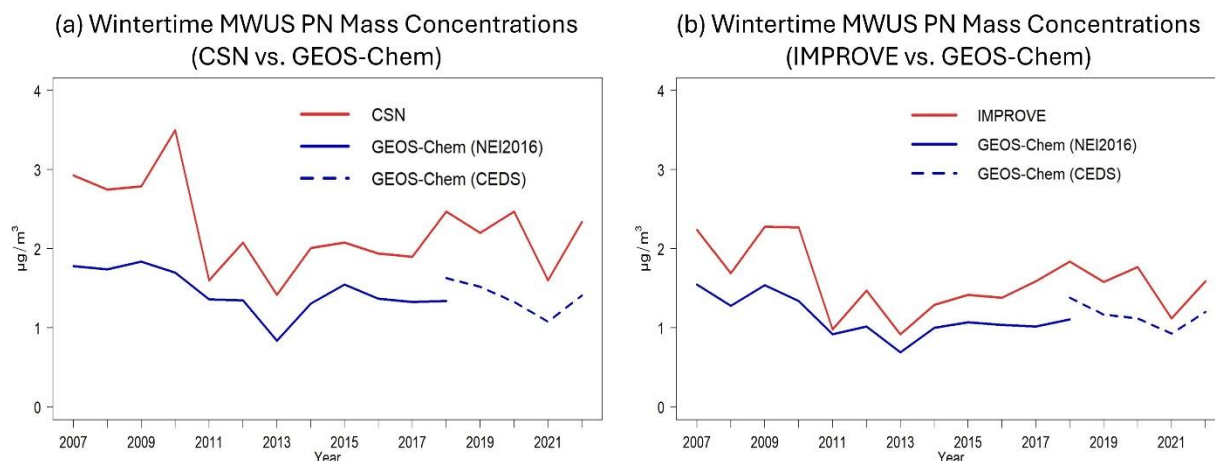 (a) Wintertime MWUS PN Mass Concentrations
(CSN vs. GEOS-Chem)
4
3
2
1
0
µg/m³
CSN
GEOS-Chem (NEI2016)
GEOS-Chem (CEDS)
2007 2009 2011 2013 2015 2017 2019 2021
Year
(b) Wintertime MWUS PN Mass Concentrations
(IMPROVE vs. GEOS-Chem)
4
3
2
1
0
µg/m³
IMPROVE
GEOS-Chem (NEI2016)
GEOS-Chem (CEDS)
2007 2009 2011 2013 2015 2017 2019 2021
Year